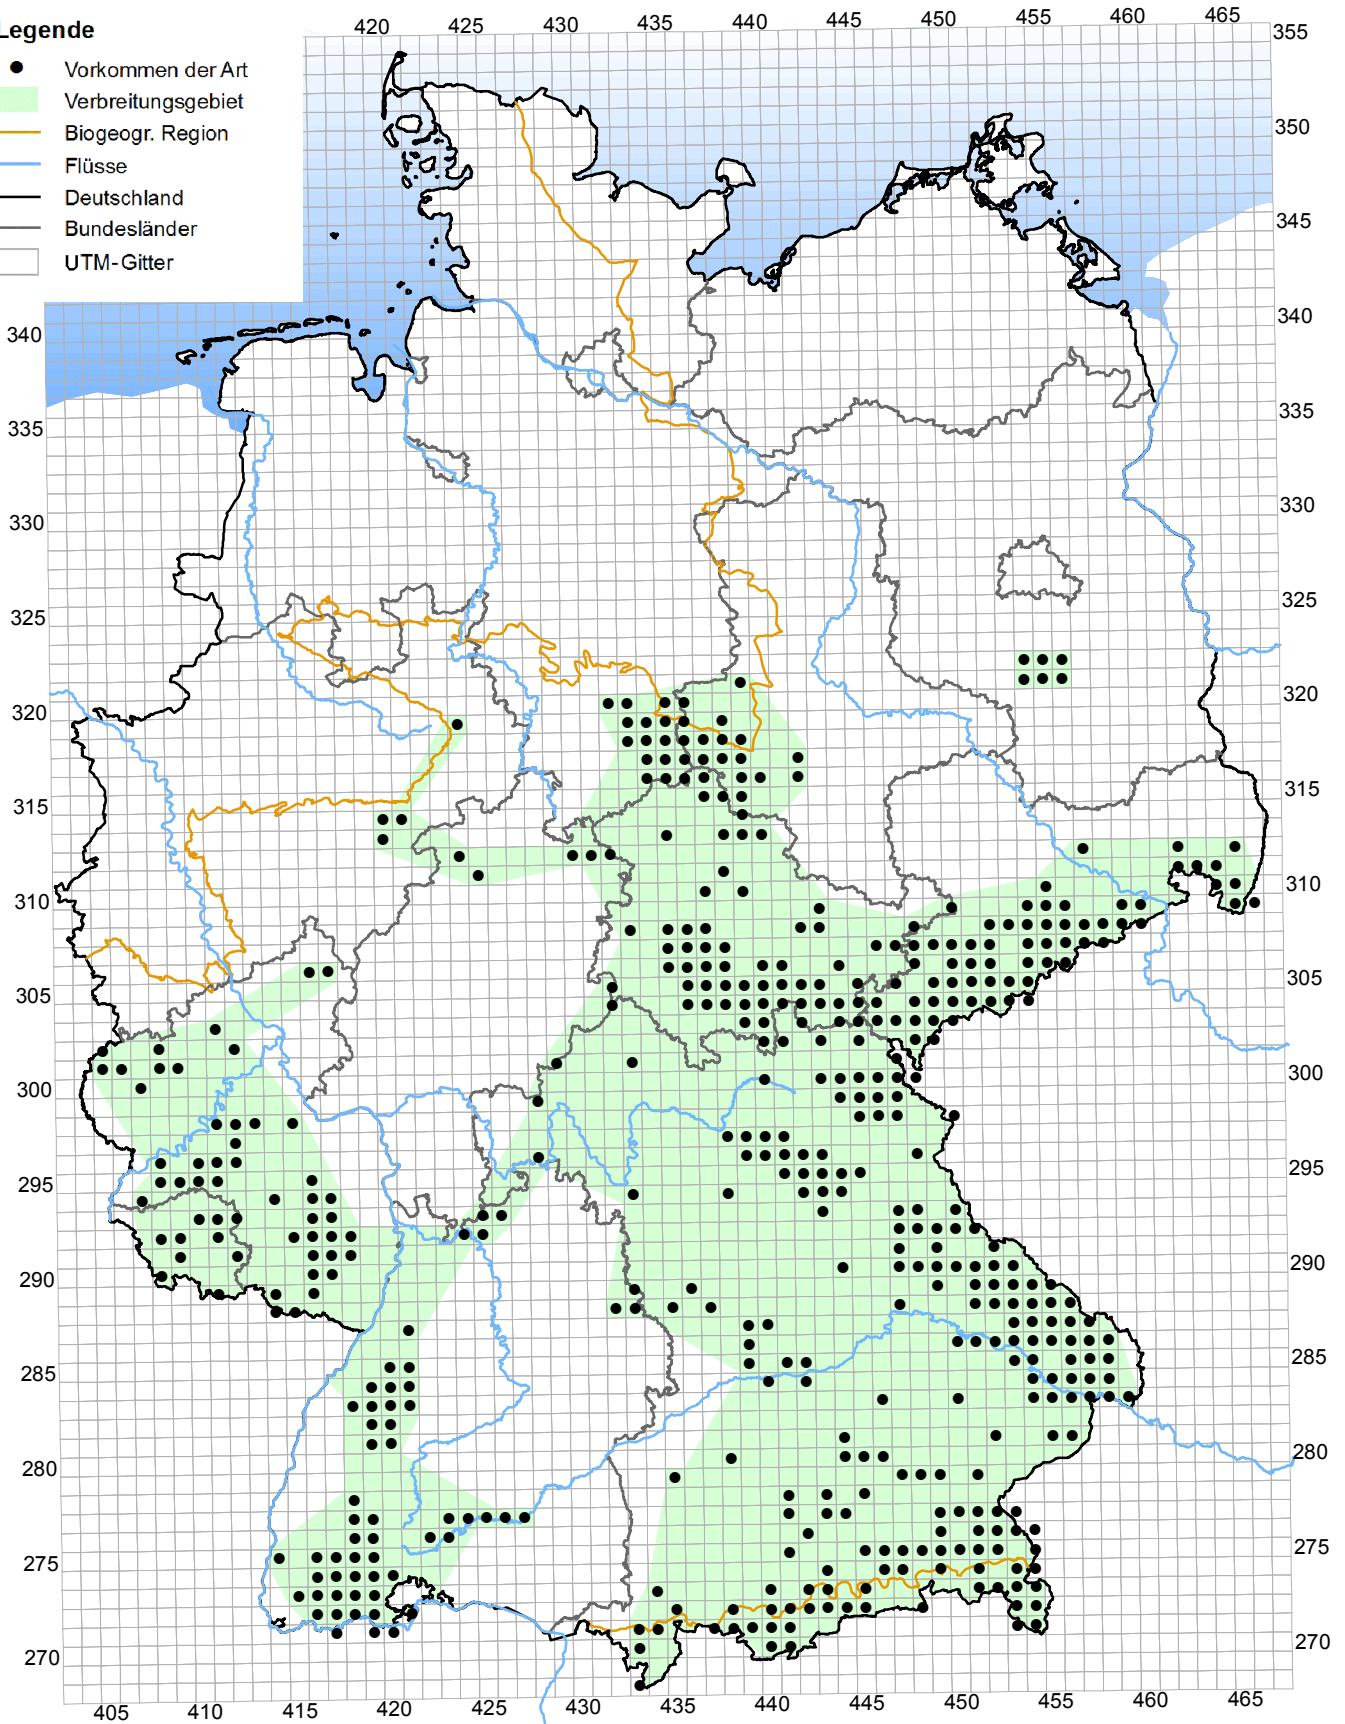 Legende
Vorkommen der Art
Verbreitungsgebiet
Biogeogr. Region
Flüsse
Deutschland
Bundesländer
UTM-Gitter
420 425 430 435 440 445 450 455 460 465
355
350
345
340 340
335 335
330 330
325 325
320 320
315 315
310 310
305 305
300 300
295 295
290 290
285 285
280 280
275 275
270 270
405 410 415 420 425 430 435 440 445 450 455 460 465